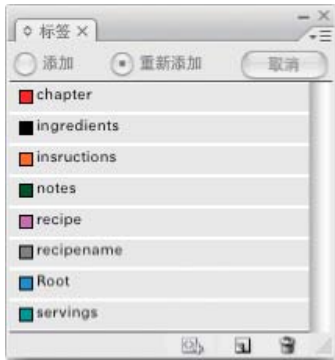 标签
添加 重新添加 取消
chapter
ingredients
insructions
notes
recipe
recipename
Root
servings